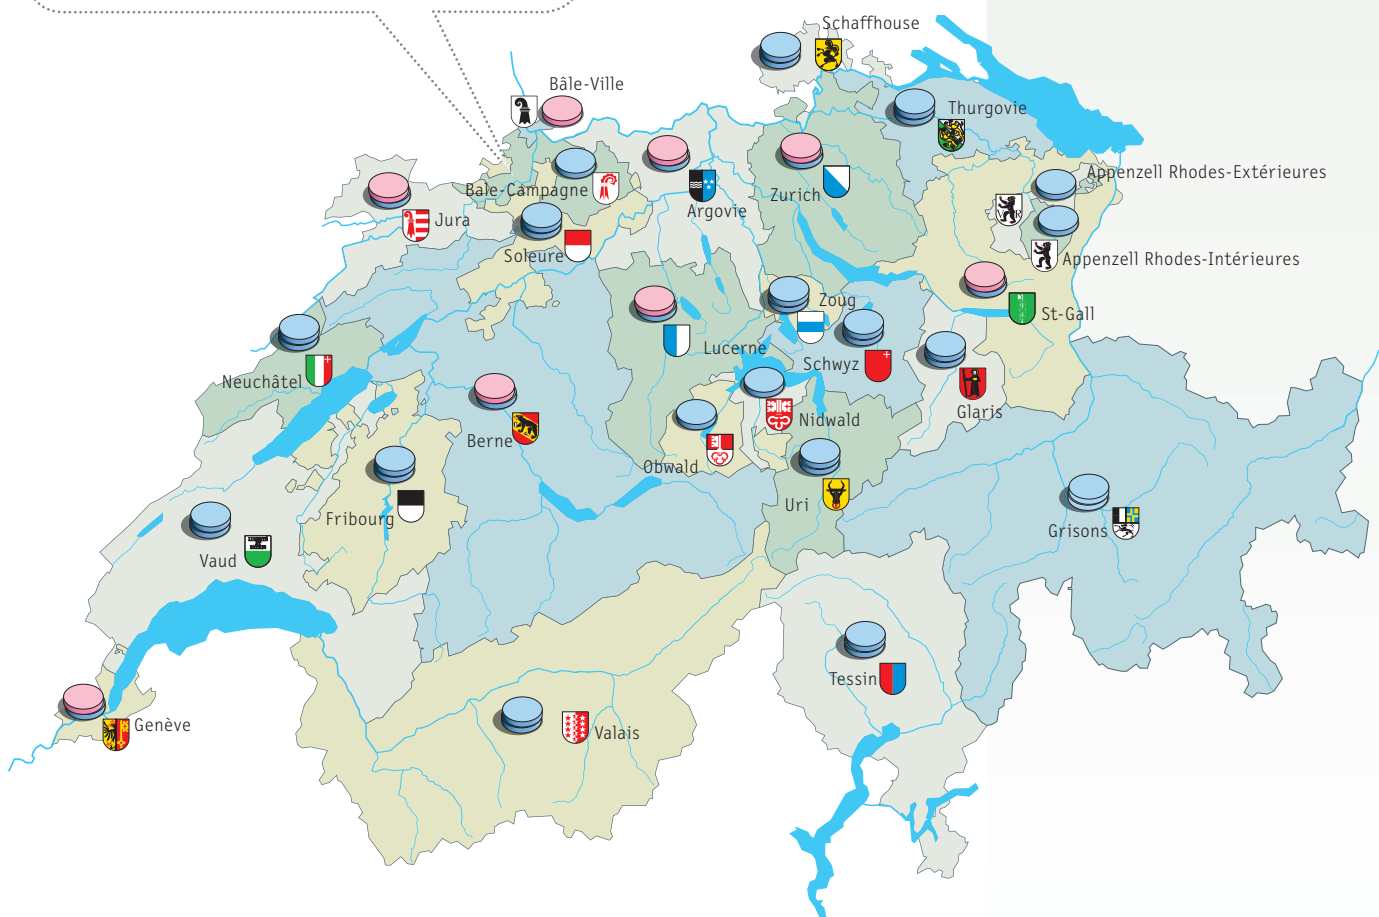 Schaffhouse
Bâle-Ville
Thurgovie
Appenzell Rhodes-Extérieures
Bale-Campagne
Zurich
Argovie
Jura
Soleure
Appenzell Rhodes-Intérieures
Zoug
St-Gall
Lucerne
Schwyz
Neuchâtel
Glaris
Nidwald
Berne
Obwald
Uri
Fribourg
Grisons
Vaud
Tessin
Genève
Valais